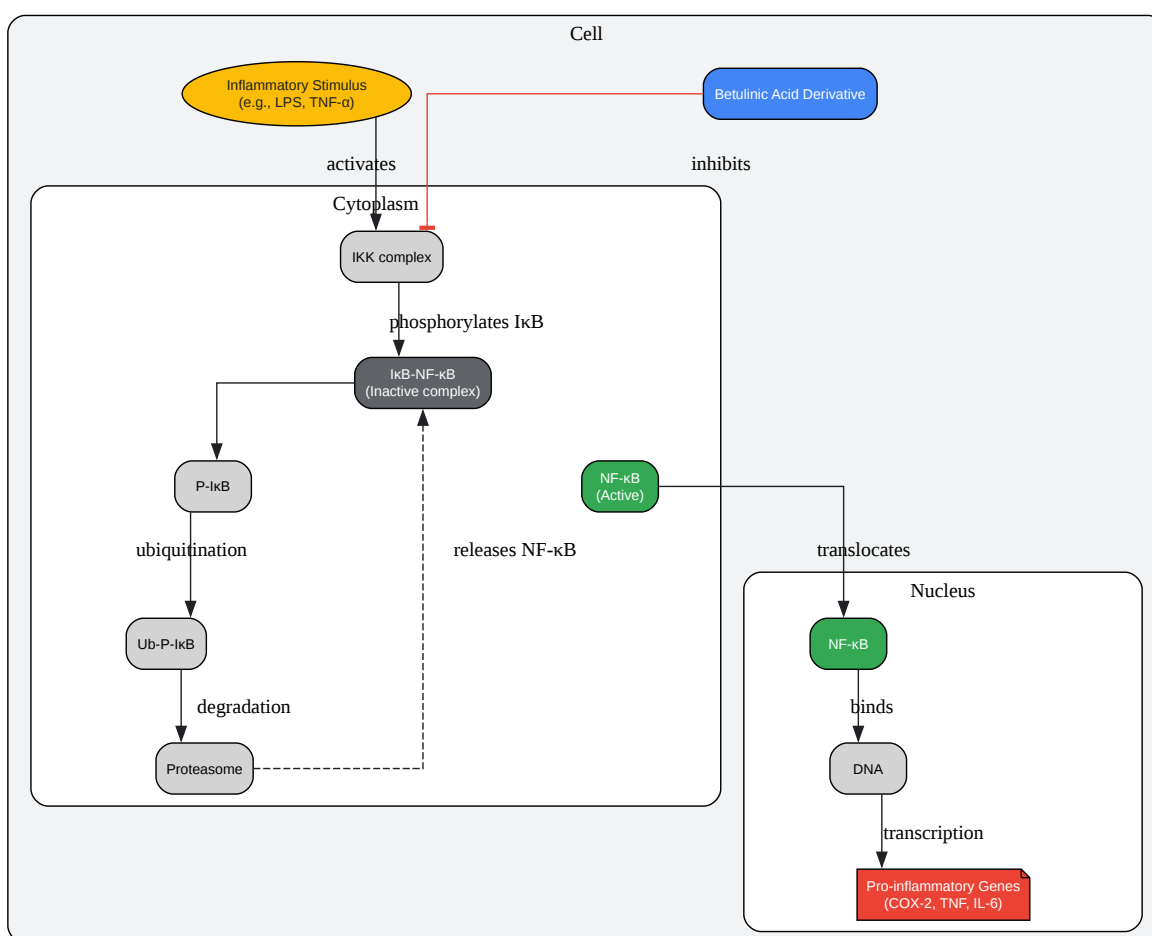 Cell
Inflammatory Stimulus
(e.g., LPS, TNF-α)
Betulinic Acid Derivative
activates
inhibits
Cytoplasm
IKK complex
phosphorylates IκB
IκB-NF-κB
(Inactive complex)
P-IκB
NF-κB
(Active)
ubiquitination
releases NF-κB
translocates
Nucleus
Ub-P-IκB
NF-κB
degradation
binds
Proteasome
DNA
transcription
Pro-inflammatory Genes
(COX-2, TNF, IL-6)